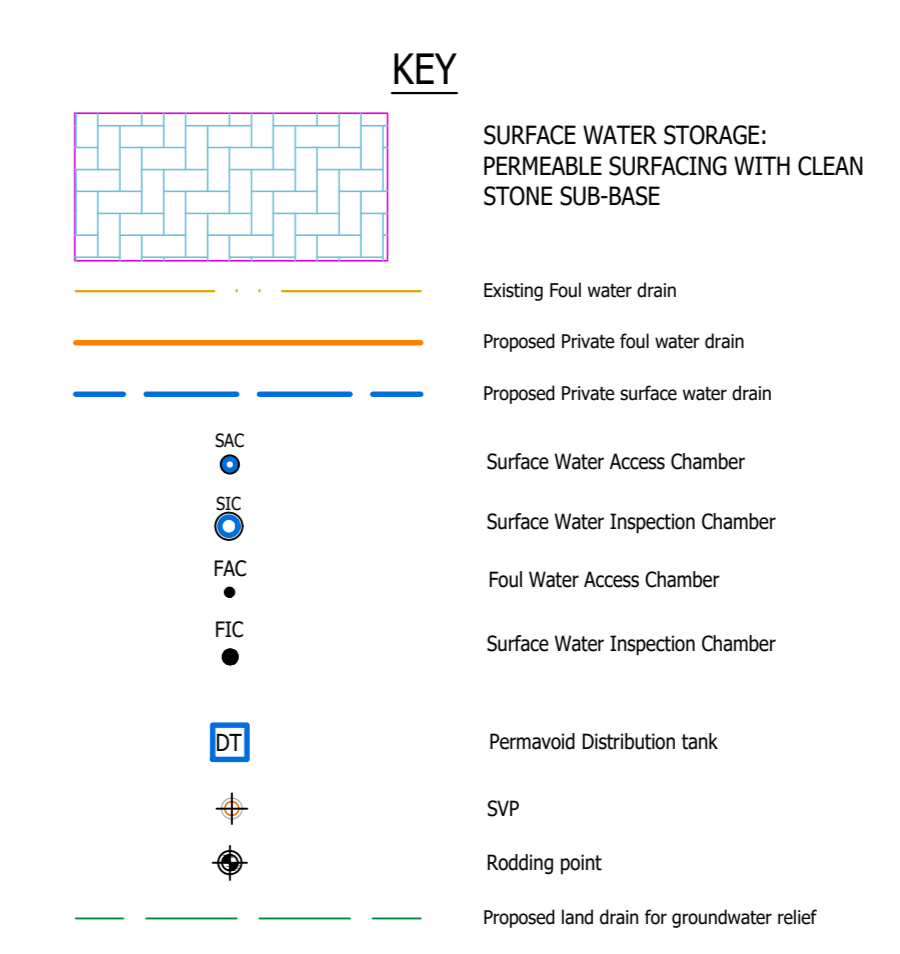 KEY
SURFACE WATER STORAGE:
PERMEABLE SURFACING WITH CLEAN
STONE SUB-BASE
Existing Foul water drain
Proposed Private foul water drain
Proposed Private surface water drain
SAC
Surface Water Access Chamber
SIC
Surface Water Inspection Chamber
FAC
Foul Water Access Chamber
FIC
Surface Water Inspection Chamber
DT
Permavoid Distribution tank
SVP
Rodding point
Proposed land drain for groundwater relief